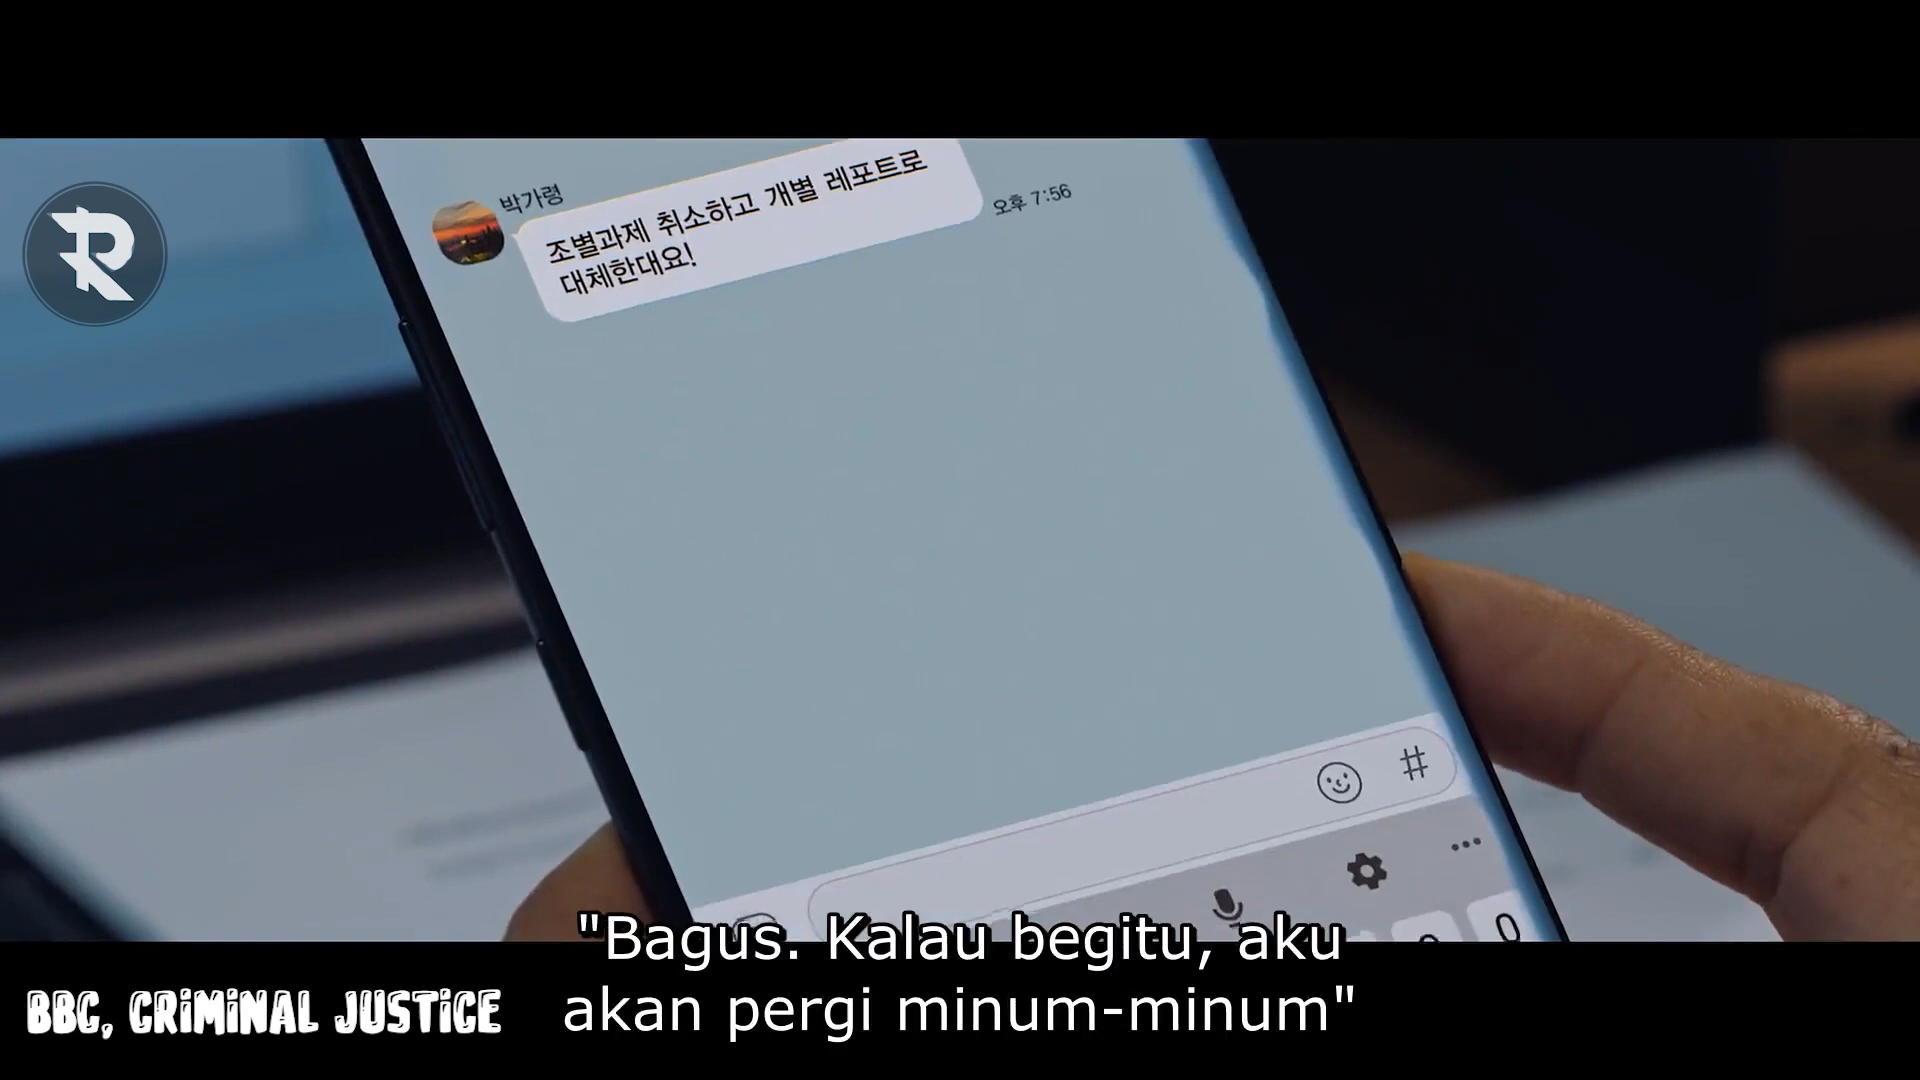 박가령
조별과제 취소하고 개별 레포트로
대체한대요!
오후 7:56
#
"Bagus. Kalau begitu, aku
akan pergi minum-minum"
BBC, CRIMINAL JUSTICE